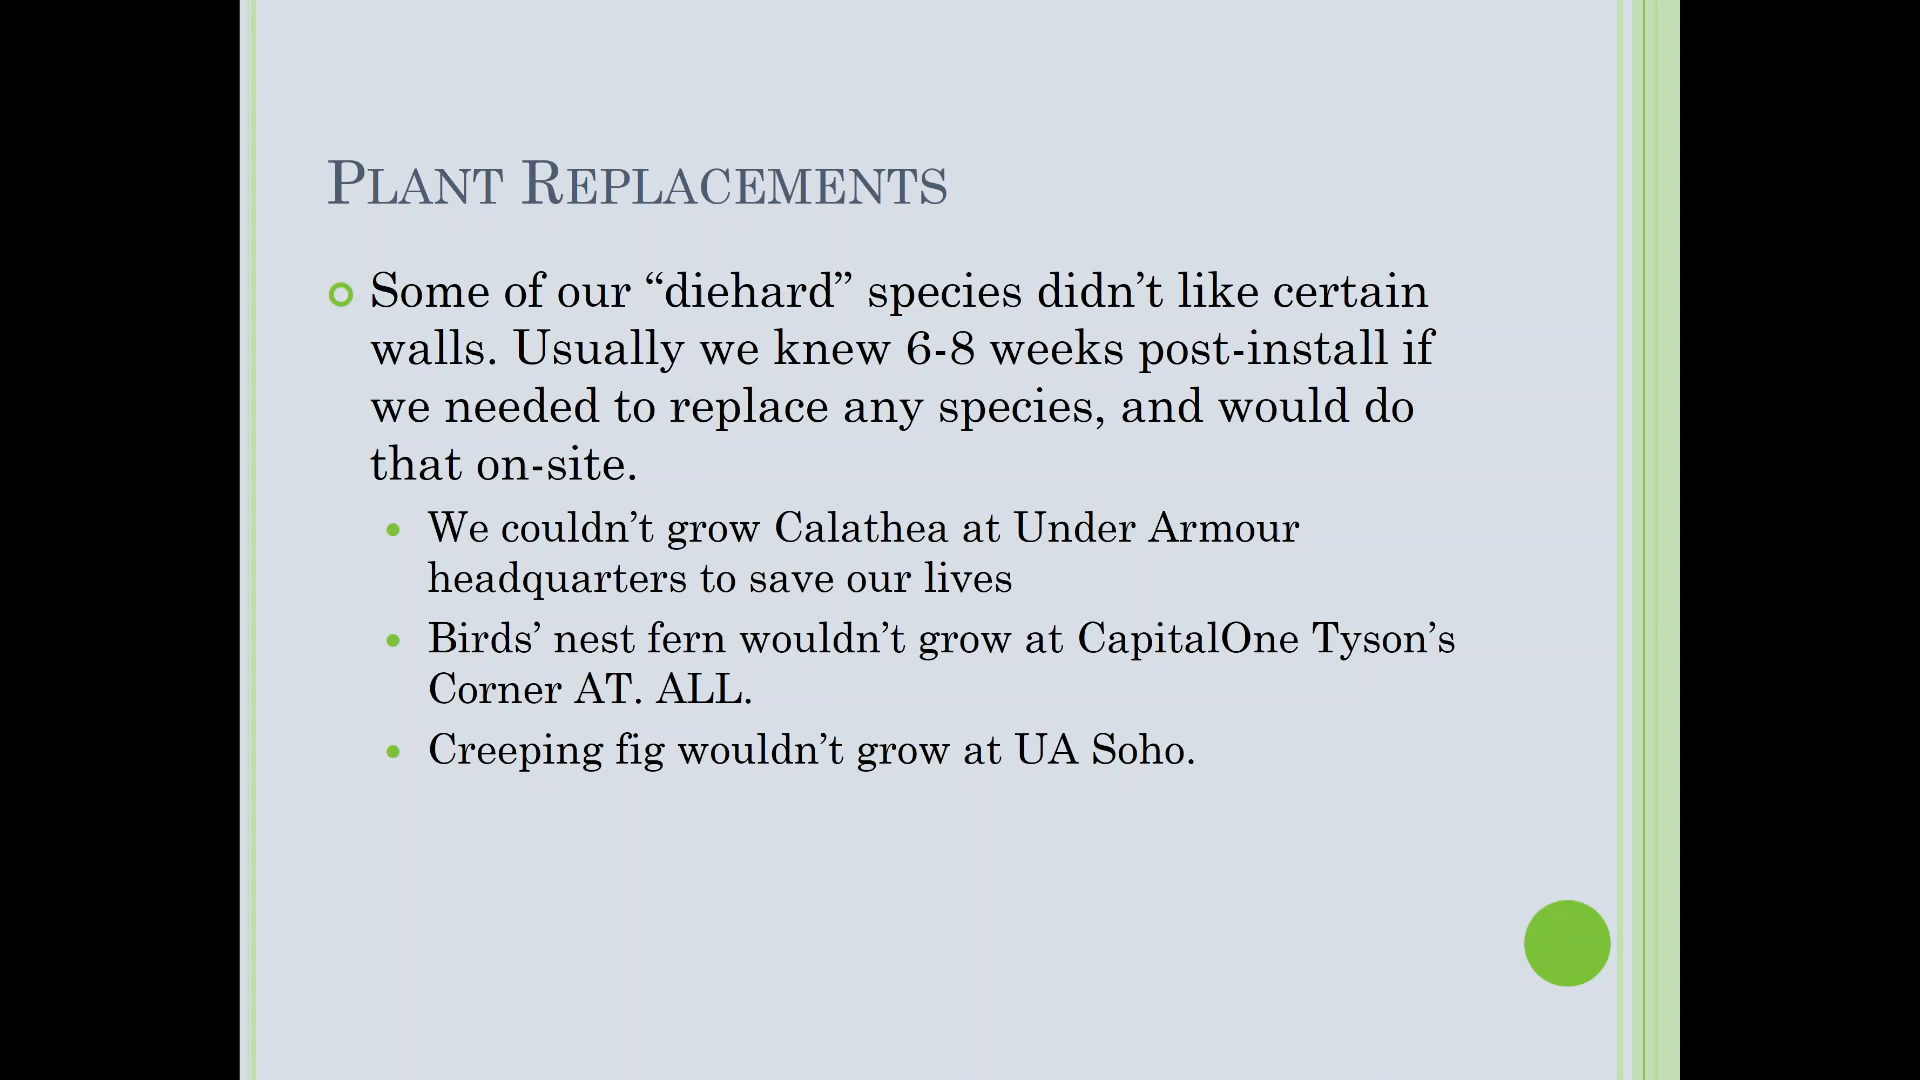 Plant Replacements
Some of our “diehard” species didn’t like certain
walls. Usually we knew 6-8 weeks post-install if
we needed to replace any species, and would do
that on-site.
We couldn’t grow Calathea at Under Armour
headquarters to save our lives
Birds’ nest fern wouldn’t grow at CapitalOne Tyson’s
Corner AT. ALL.
Creeping fig wouldn’t grow at UA Soho.